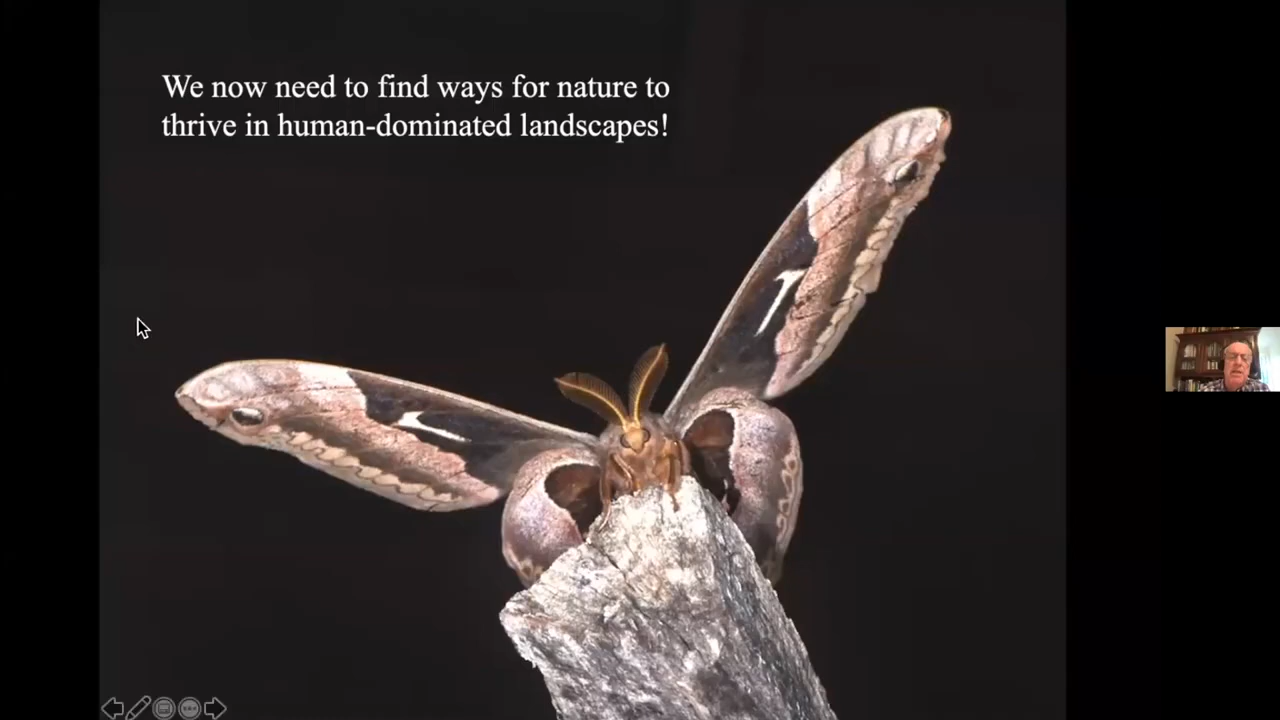 We now need to find ways for nature to
thrive in human-dominated landscapes!